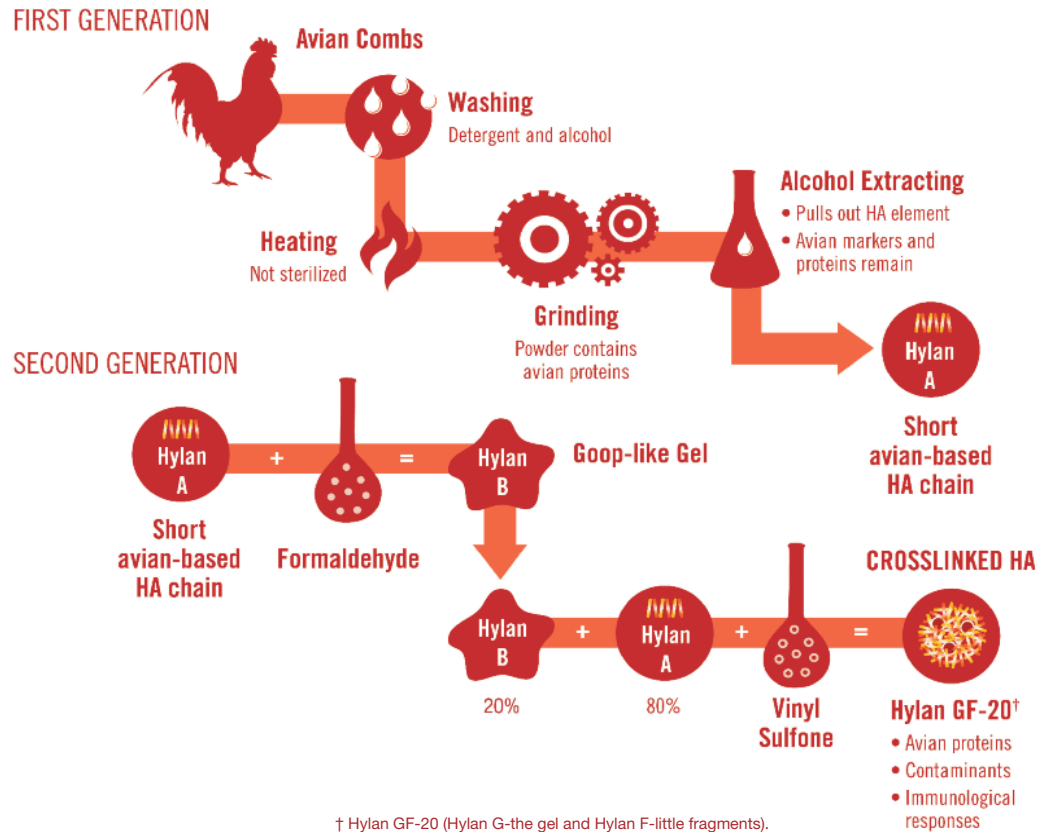 FIRST GENERATION
Avian Combs
Washing
Detergent and alcohol
Heating
Not sterilized
Grinding
Powder contains
avian proteins
Alcohol Extracting
• Pulls out HA element
• Avian markers and
proteins remain
Hylan
A
Short
avian-based
HA chain
SECOND GENERATION
Hylan
A
Short
avian-based
HA chain
+
Formaldehyde
=
Hylan
B
Goop-like Gel
Hylan
B
20%
+
Hylan
A
80%
+
Vinyl
Sulfone
=
CROSSLINKED HA
Hylan GF-20†
• Avian proteins
• Contaminants
• Immunological
responses
† Hylan GF-20 (Hylan G-the gel and Hylan F-little fragments).